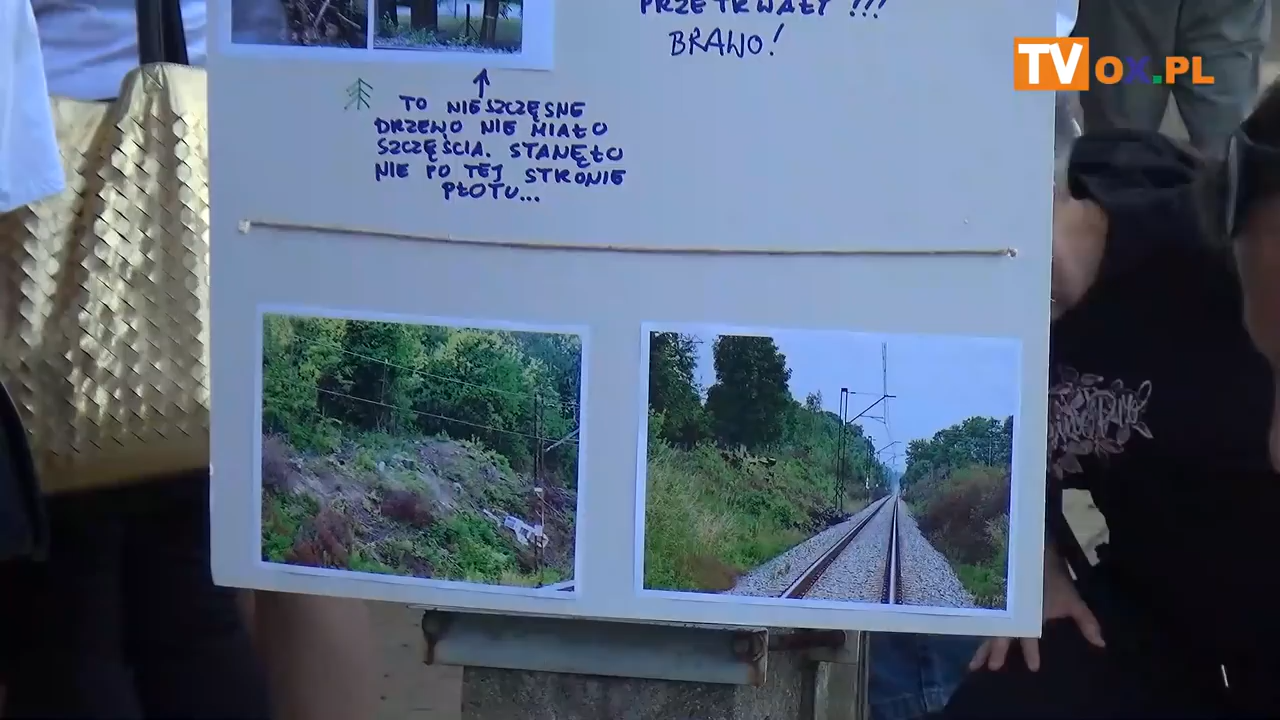 PRZETRWAŁY !!!
BRAWO!
TVOX.PL
TO NIESZCZĘSNE
DRZEWO NIE MIAŁO
SZCZĘŚCIA. STANĘŁO
NIE PO TEJ STRONIE
PŁOTU...